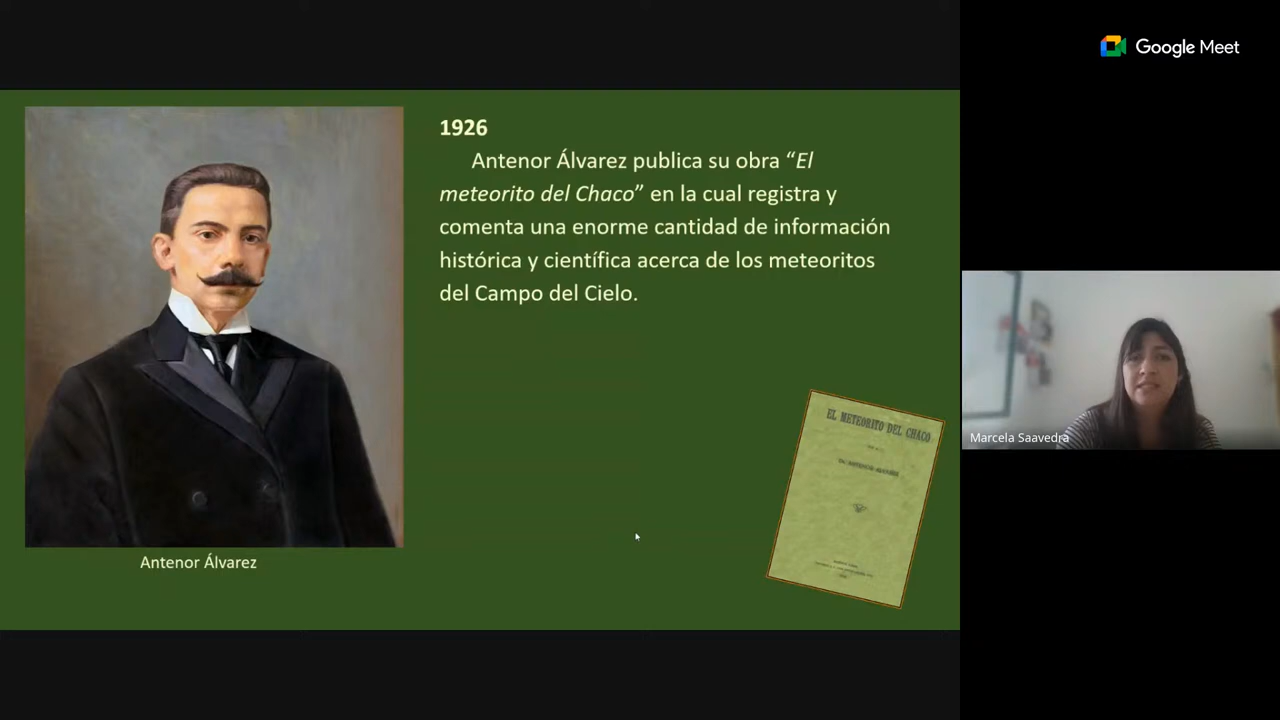 Google Meet
1926
Antenor Álvarez publica su obra “El
meteorito del Chaco” en la cual registra y
comenta una enorme cantidad de información
histórica y científica acerca de los meteoritos
del Campo del Cielo.
EL METEORITO DEL CHACO
Antenor Álvarez
Marcela Saavedra